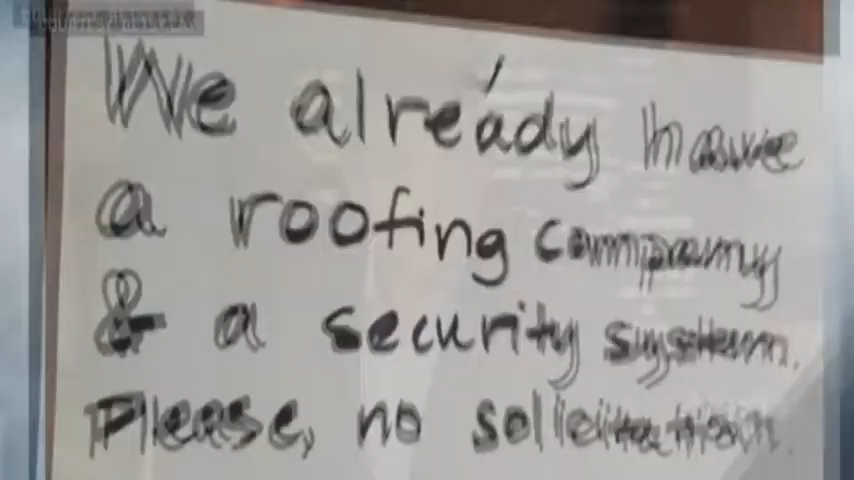 We already have
a roofing company
& a security system.
Please, no solicitation.